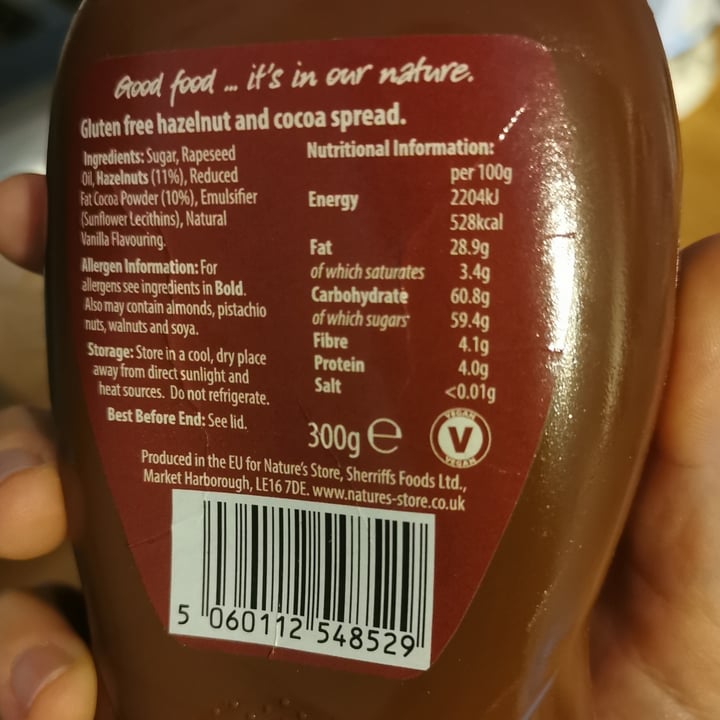 Good food ... it's in our nature.
Gluten free hazelnut and cocoa spread.
Ingredients: Sugar, Rapeseed
Oil, Hazelnuts (11%), Reduced
Fat Cocoa Powder (10%), Emulsifier
(Sunflower Lecithins), Natural
Vanilla Flavouring.
Allergen Information: For
allergens see ingredients in Bold.
Also may contain almonds, pistachio
nuts, walnuts and soya.
Storage: Store in a cool, dry place
away from direct sunlight and
heat sources. Do not refrigerate.
Best Before End: See lid.
Nutritional Information:
per 100g
Energy 2204kJ
528kcal
Fat 28.9g
of which saturates 3.4g
Carbohydrate 60.8g
of which sugars 59.4g
Fibre 4.1g
Protein 4.0g
Salt <0.01g
300g ℮
VEGAN
V
VEGAN
Produced in the EU for Nature's Store, Sherriffs Foods Ltd.,
Market Harborough, LE16 7DE. www.natures-store.co.uk
5 060112 548529